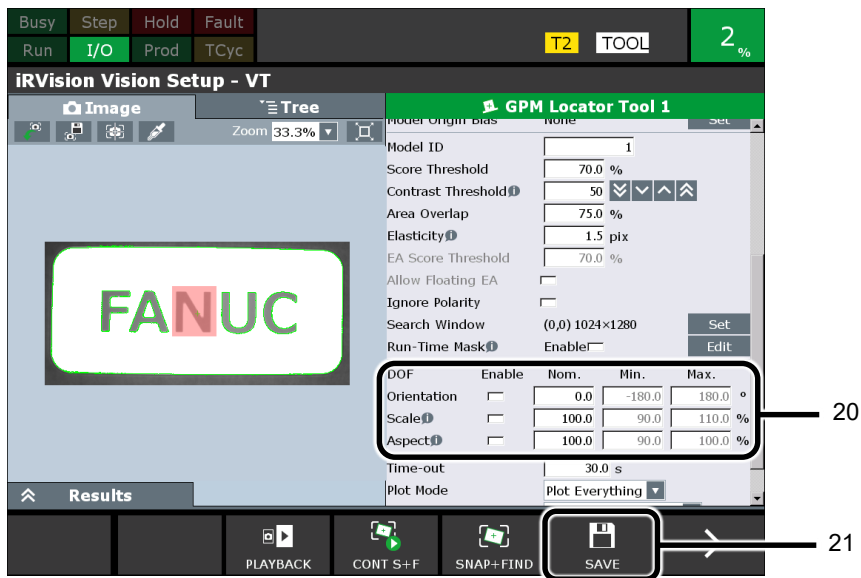 Busy Step Hold Fault
Run I/O Prod TCyc T2 TOOL 2 %
iRVision Vision Setup - VT
Image Tree GPM Locator Tool 1
Zoom 33.3%
Model Origin Bias None Set
Model ID 1
Score Threshold 70.0 %
Contrast Threshold 50
Area Overlap 75.0 %
Elasticity 1.5 pix
EA Score Threshold 70.0 %
Allow Floating EA
Ignore Polarity
Search Window (0,0) 1024×1280 Set
Run-Time Mask Enable Edit
FANUC
DOF Enable Nom. Min. Max.
Orientation 0.0 -180.0 180.0 °
Scale 100.0 90.0 110.0 %
Aspect 100.0 90.0 100.0 %
20
Time-out 30.0 s
Plot Mode Plot Everything
Results
PLAYBACK CONT S+F SNAP+FIND SAVE
21